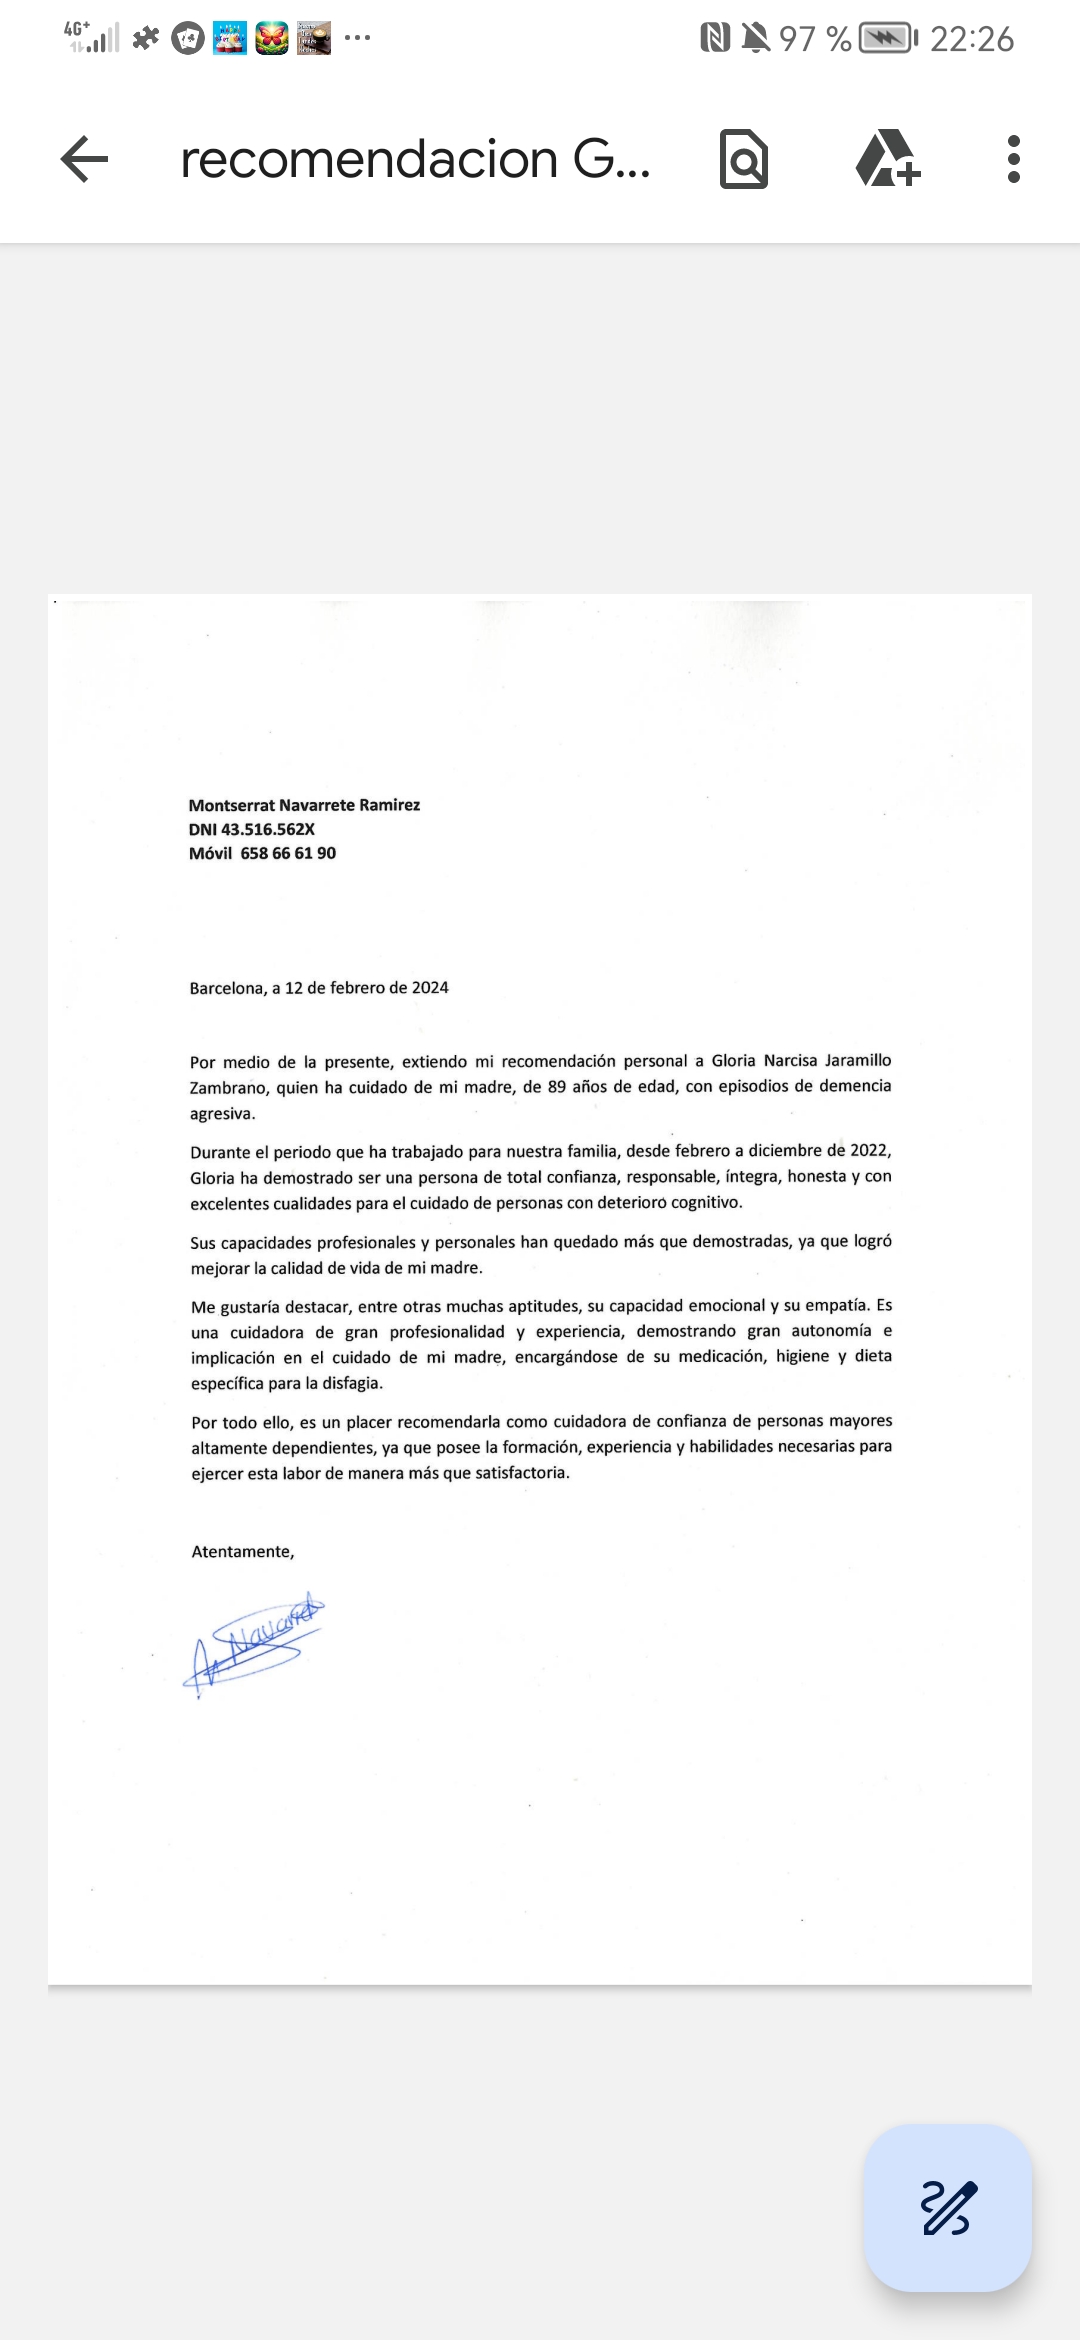 4G+
97 %
22:26
recomendacion G...
Montserrat Navarrete Ramirez
DNI 43.516.562X
Móvil  658 66 61 90
Barcelona, a 12 de febrero de 2024
Por medio de la presente, extiendo mi recomendación personal a Gloria Narcisa Jaramillo
Zambrano, quien ha cuidado de mi madre, de 89 años de edad, con episodios de demencia
agresiva.
Durante el periodo que ha trabajado para nuestra familia, desde febrero a diciembre de 2022,
Gloria ha demostrado ser una persona de total confianza, responsable, íntegra, honesta y con
excelentes cualidades para el cuidado de personas con deterioro cognitivo.
Sus capacidades profesionales y personales han quedado más que demostradas, ya que logró
mejorar la calidad de vida de mi madre.
Me gustaría destacar, entre otras muchas aptitudes, su capacidad emocional y su empatía. Es
una cuidadora de gran profesionalidad y experiencia, demostrando gran autonomía e
implicación en el cuidado de mi madre, encargándose de su medicación, higiene y dieta
específica para la disfagia.
Por todo ello, es un placer recomendarla como cuidadora de confianza de personas mayores
altamente dependientes, ya que posee la formación, experiencia y habilidades necesarias para
ejercer esta labor de manera más que satisfactoria.
Atentamente,